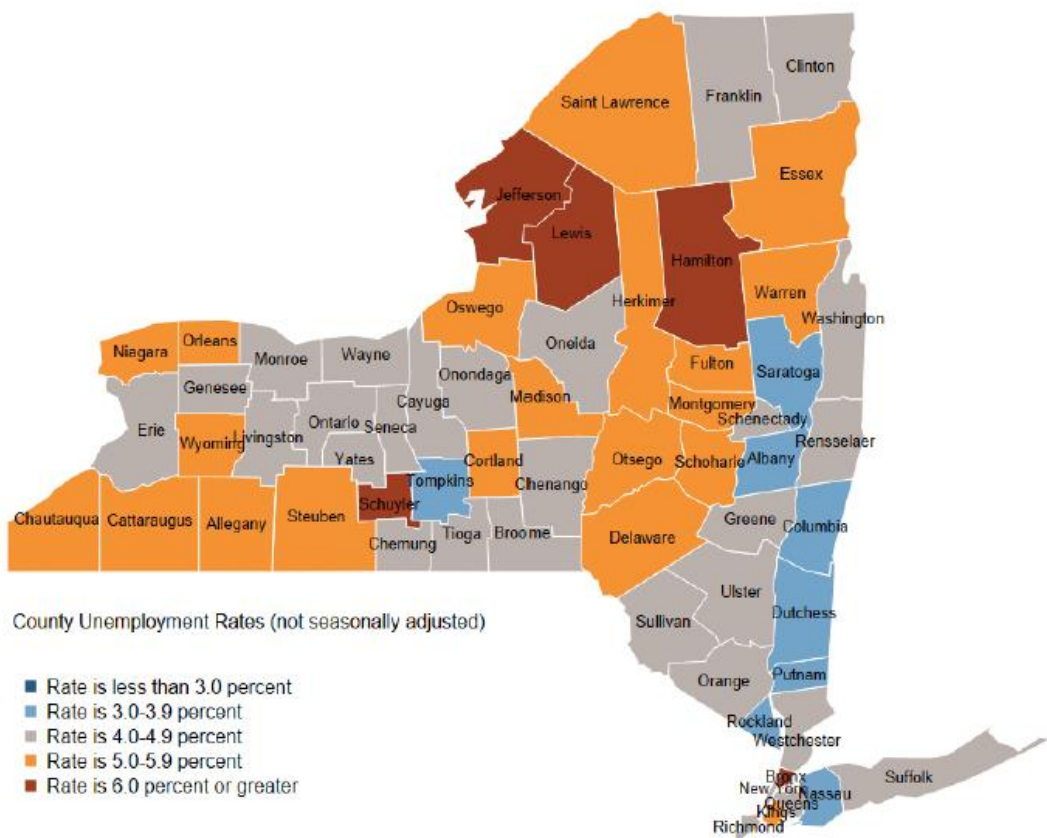 Clinton
Franklin
Saint Lawrence
Essex
Jefferson
Lewis
Hamilton
Herkimer
Warren
Washington
Oswego
Oneida
Niagara
Orleans
Monroe
Wayne
Fulton
Saratoga
Genesee
Onondaga
Cayuga
Madison
Montgomery
Schenectady
Ontario
Seneca
Erie
Wyoming
Livingston
Rensselaer
Yates
Cortland
Otsego
Schoharie
Albany
Tompkins
Chenango
Schuyler
Chautauqua
Cattaraugus
Allegany
Steuben
Greene
Columbia
Chemung
Tioga
Broome
Delaware
Ulster
Dutchess
Sullivan
Putnam
Orange
Rockland
Westchester
Bronx
New York
Queens
Nassau
Suffolk
Kings
Richmond
County Unemployment Rates (not seasonally adjusted)
Rate is less than 3.0 percent
Rate is 3.0-3.9 percent
Rate is 4.0-4.9 percent
Rate is 5.0-5.9 percent
Rate is 6.0 percent or greater